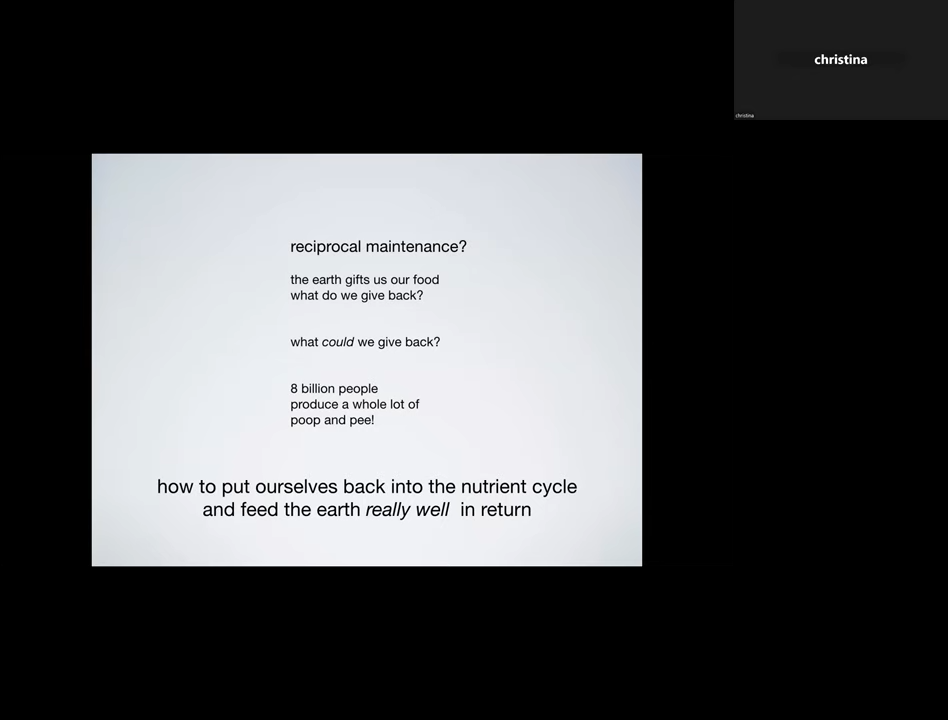 christina
christina
reciprocal maintenance?
the earth gifts us our food
what do we give back?
what could we give back?
8 billion people
produce a whole lot of
poop and pee!
how to put ourselves back into the nutrient cycle
and feed the earth really well in return